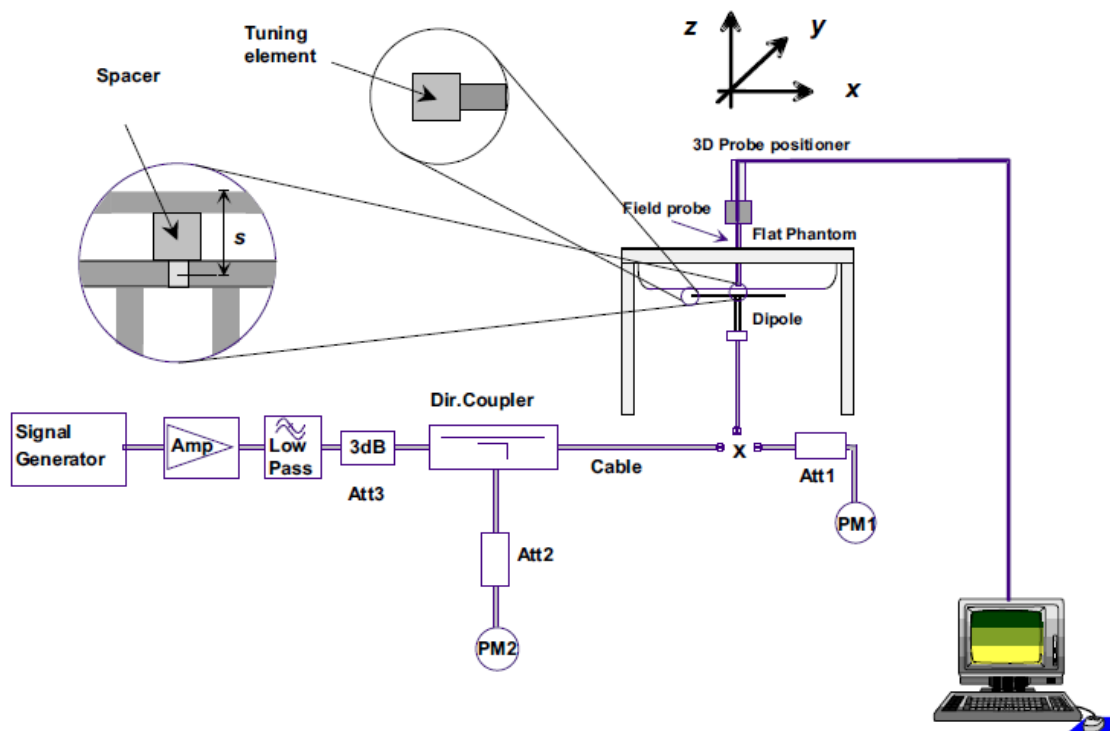 Tuning
element
Spacer
s
z
y
x
3D Probe positioner
Field probe
Flat Phantom
Dipole
Dir.Coupler
Signal
Generator
Amp
Low
Pass
3dB
Att3
Cable
X
Att1
PM1
Att2
PM2